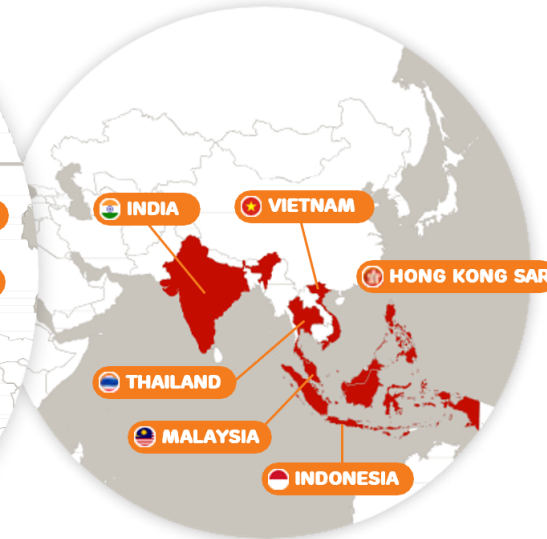 INDIA
VIETNAM
HONG KONG SAR
THAILAND
MALAYSIA
INDONESIA